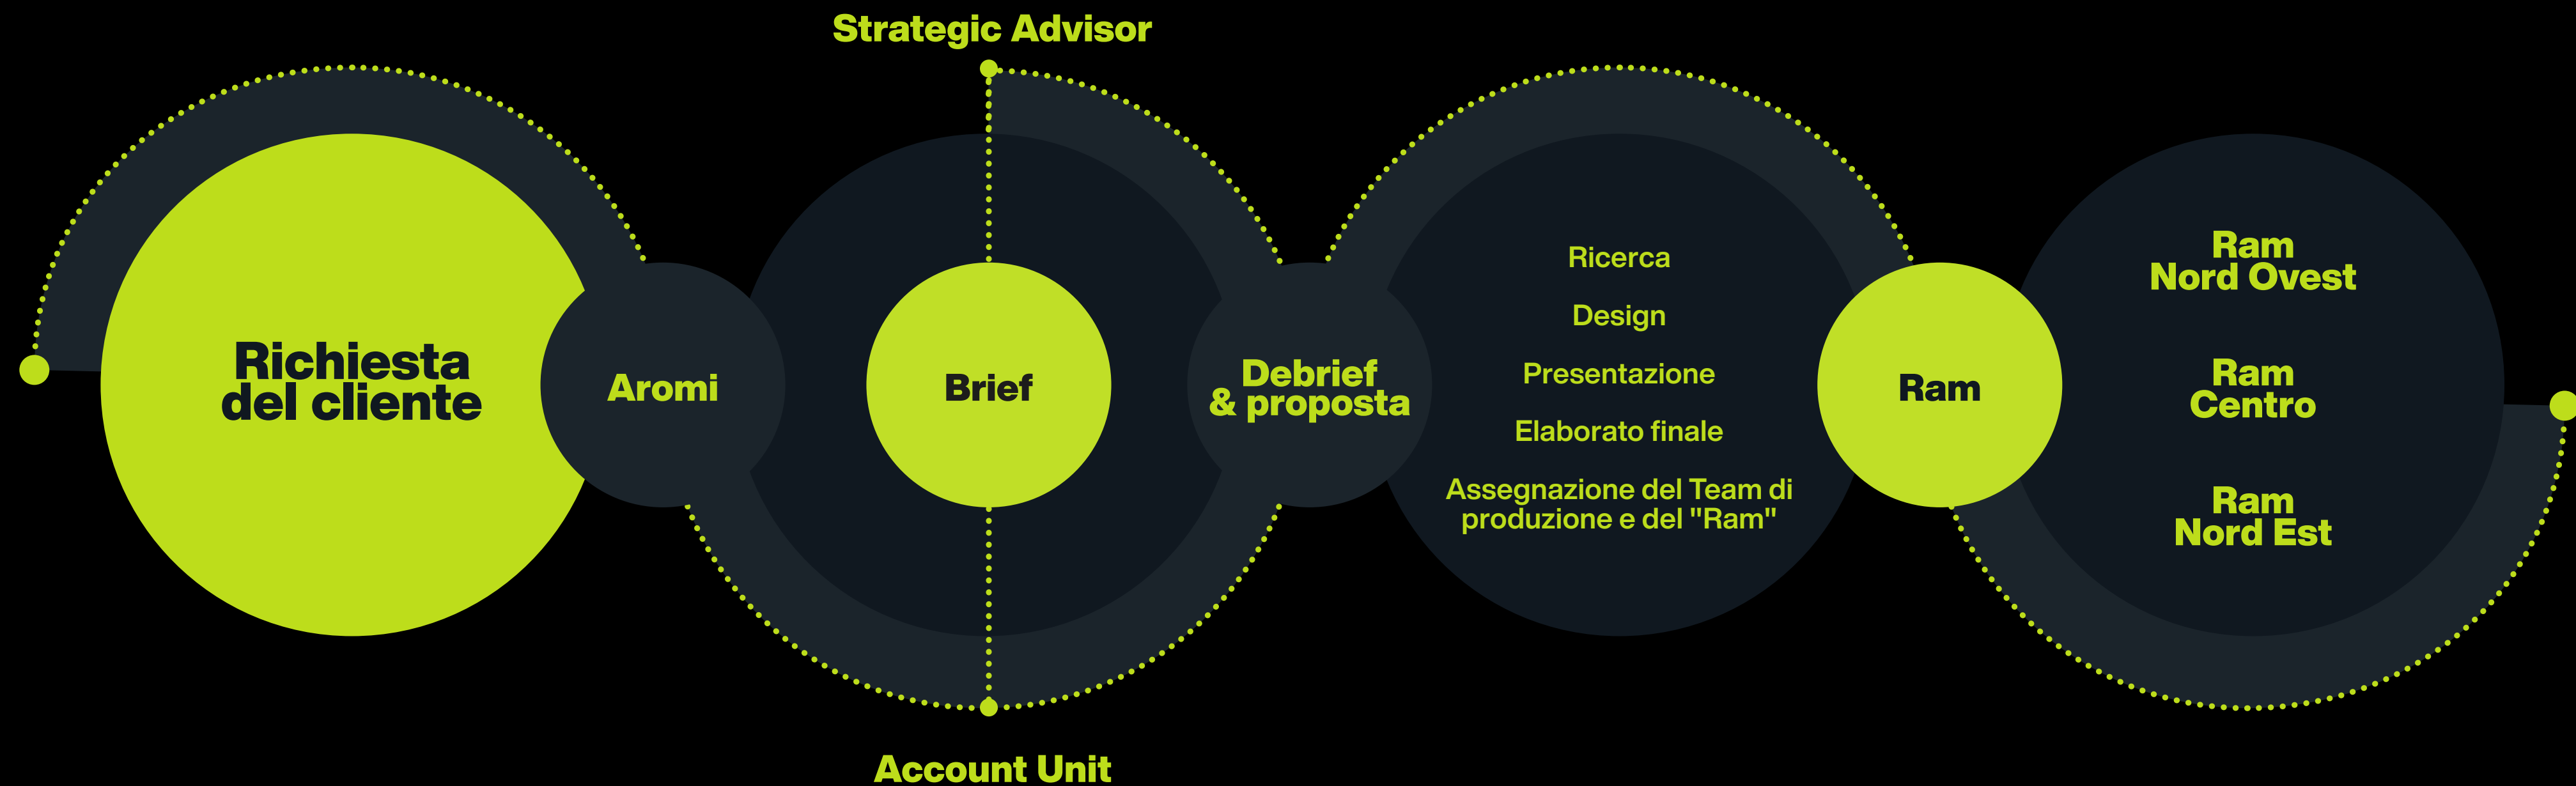 Strategic Advisor
Richiesta
del cliente
Aromi
Brief
Debrief
& proposta
Ricerca
Design
Presentazione
Elaborato finale
Assegnazione del Team di
produzione e del "Ram"
Ram
Ram
Nord Ovest
Ram
Centro
Ram
Nord Est
Account Unit